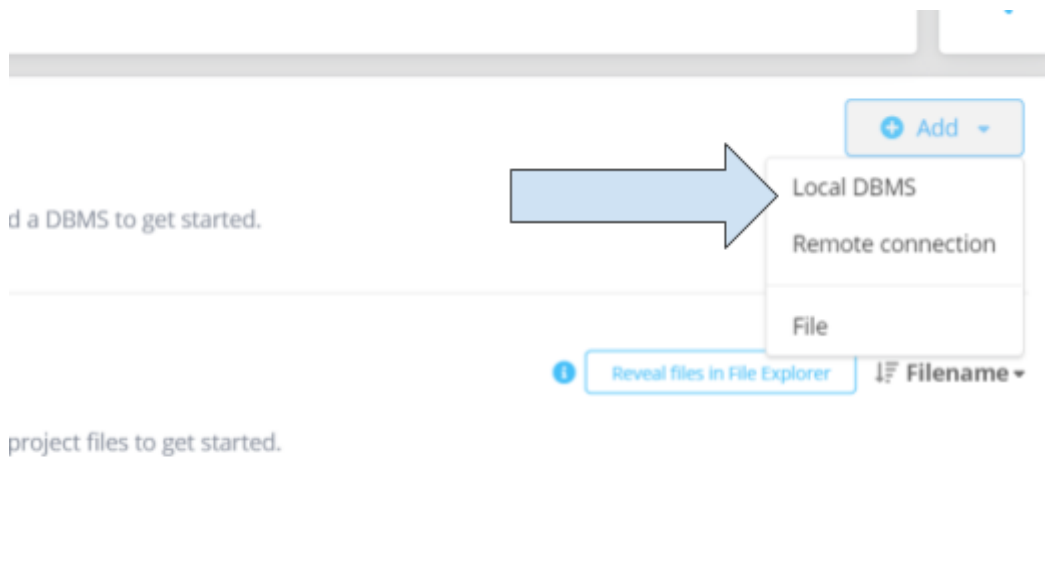 Add
Local DBMS
d a DBMS to get started.
Remote connection
File
Reveal files in File Explorer
Filename
project files to get started.